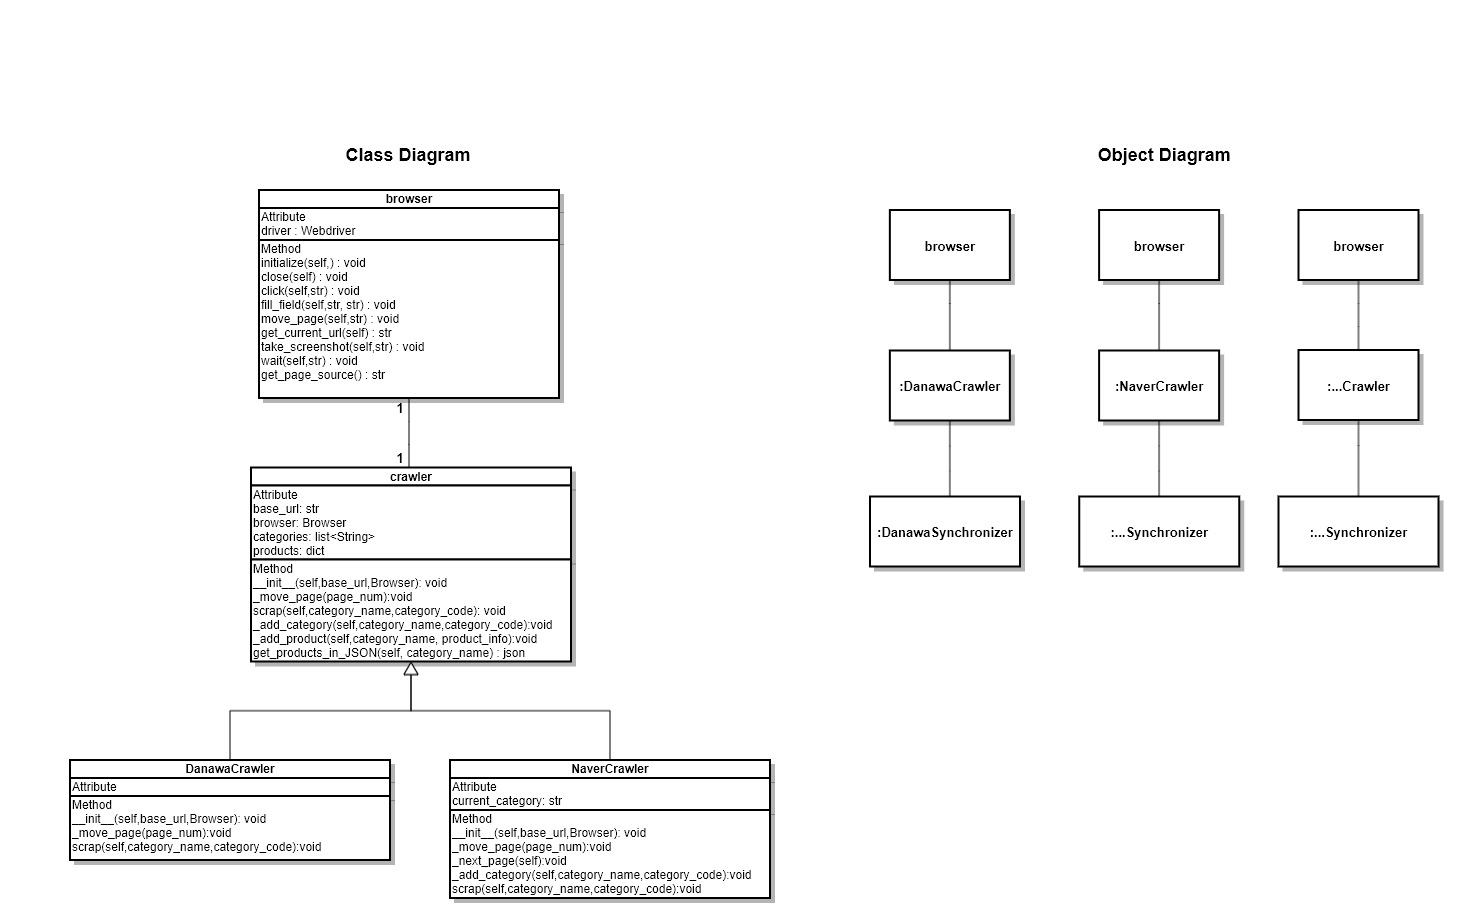 Class Diagram
browser
Attribute
driver : Webdriver
Method
initialize(self,) : void
close(self) : void
click(self,str) : void
fill_field(self,str, str) : void
move_page(self,str) : void
get_current_url(self) : str
take_screenshot(self,str) : void
wait(self,str) : void
get_page_source() : str
1
1
crawler
Attribute
base_url: str
browser: Browser
categories: list<String>
products: dict
Method
__init__(self,base_url,Browser): void
_move_page(page_num):void
scrap(self,category_name,category_code): void
_add_category(self,category_name,category_code):void
_add_product(self,category_name, product_info):void
get_products_in_JSON(self, category_name) : json
DanawaCrawler
Attribute
Method
__init__(self,base_url,Browser): void
_move_page(page_num):void
scrap(self,category_name,category_code):void
NaverCrawler
Attribute
current_category: str
Method
__init__(self,base_url,Browser): void
_move_page(page_num):void
_next_page(self):void
_add_category(self,category_name,category_code):void
scrap(self,category_name,category_code):void
Object Diagram
browser
browser
browser
:DanawaCrawler
:NaverCrawler
:...Crawler
:DanawaSynchronizer
:...Synchronizer
:...Synchronizer